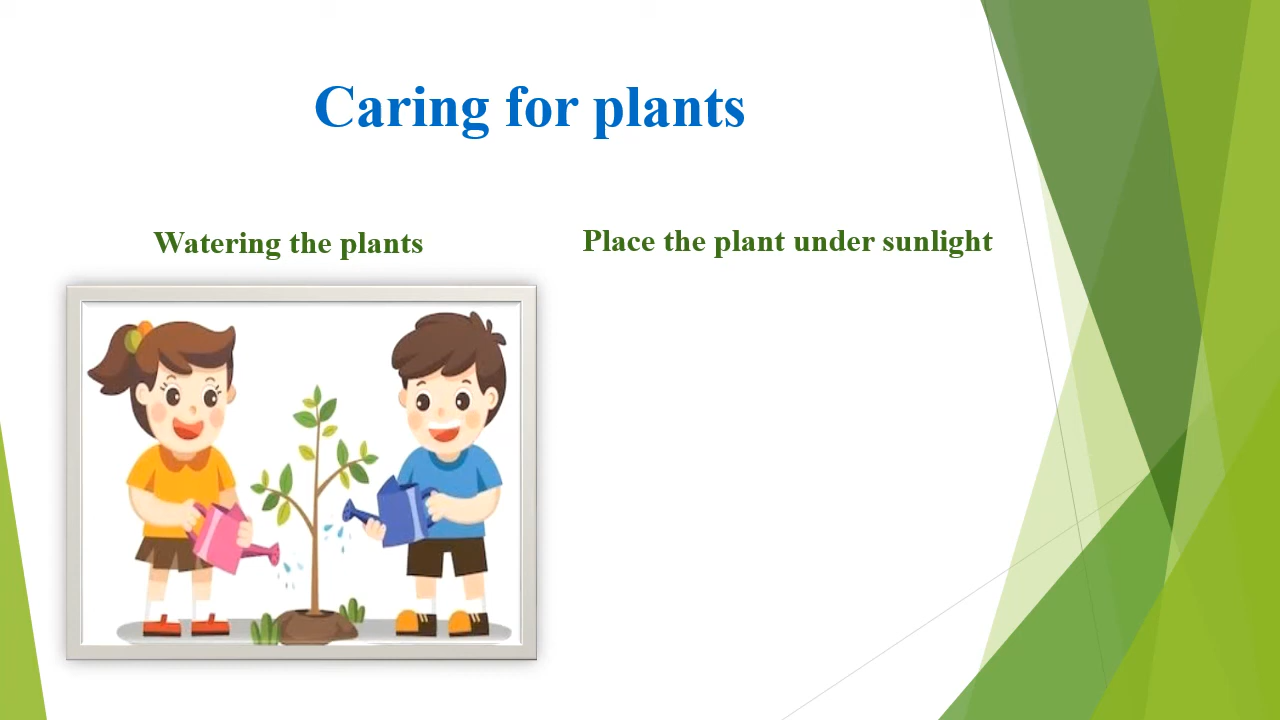 Caring for plants
Watering the plants
Place the plant under sunlight